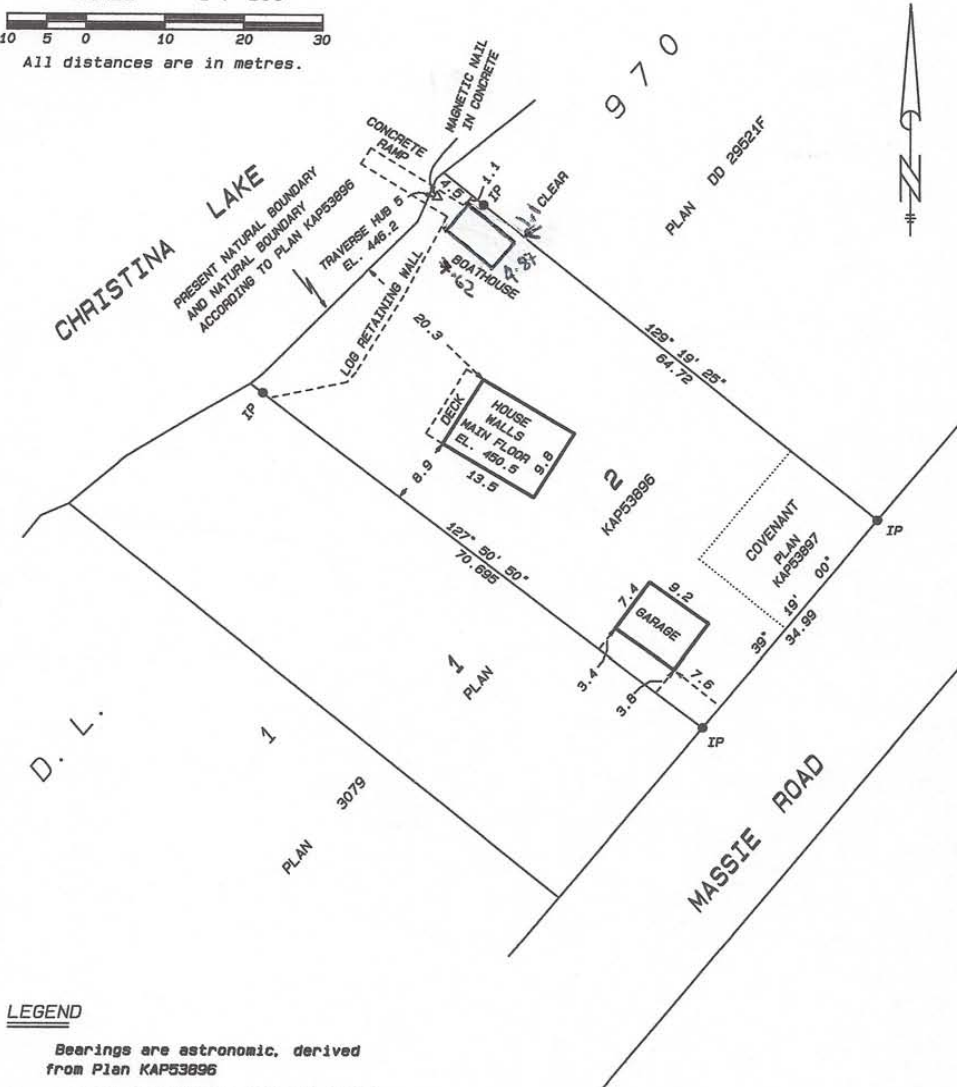 10 5 0 10 20 30
All distances are in metres.
9 7 0
MAGNETIC NAIL
IN CONCRETE
CONCRETE
RAMP
PLAN DD 29521F
N
CHRISTINA LAKE
PRESENT NATURAL BOUNDARY
AND NATURAL BOUNDARY
ACCORDING TO PLAN KAP53896
TRAVERSE HUB 5
EL. 446.2
4.5
1.1
IP
CLEAR
BOATHOUSE
4.87
7.62
LOG RETAINING WALL
20.3
129° 19' 25"
64.72
IP
DECK
HOUSE
WALLS
MAIN FLOOR
EL. 450.5
9.8
13.5
8.9
2
KAP53896
COVENANT
PLAN
KAP53897
IP
127° 50' 50"
70.695
39° 19' 00"
34.99
7.4
9.2
GARAGE
3.4
3.8
7.6
IP
1
PLAN
D. L.
1
PLAN 3079
MASSIE ROAD
LEGEND
Bearings are astronomic, derived
from Plan KAP53896